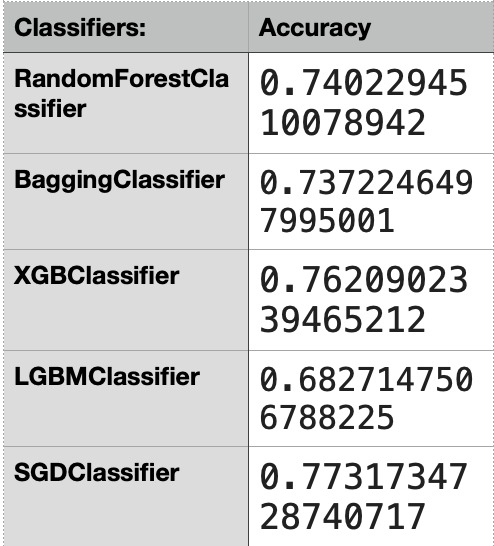 Classifiers: Accuracy
RandomForestCla 0.74022945
ssifier 10078942
BaggingClassifier 0.737224649
7995001
XGBClassifier 0.76209023
39465212
LGBMClassifier 0.682714750
6788225
SGDClassifier 0.77317347
28740717